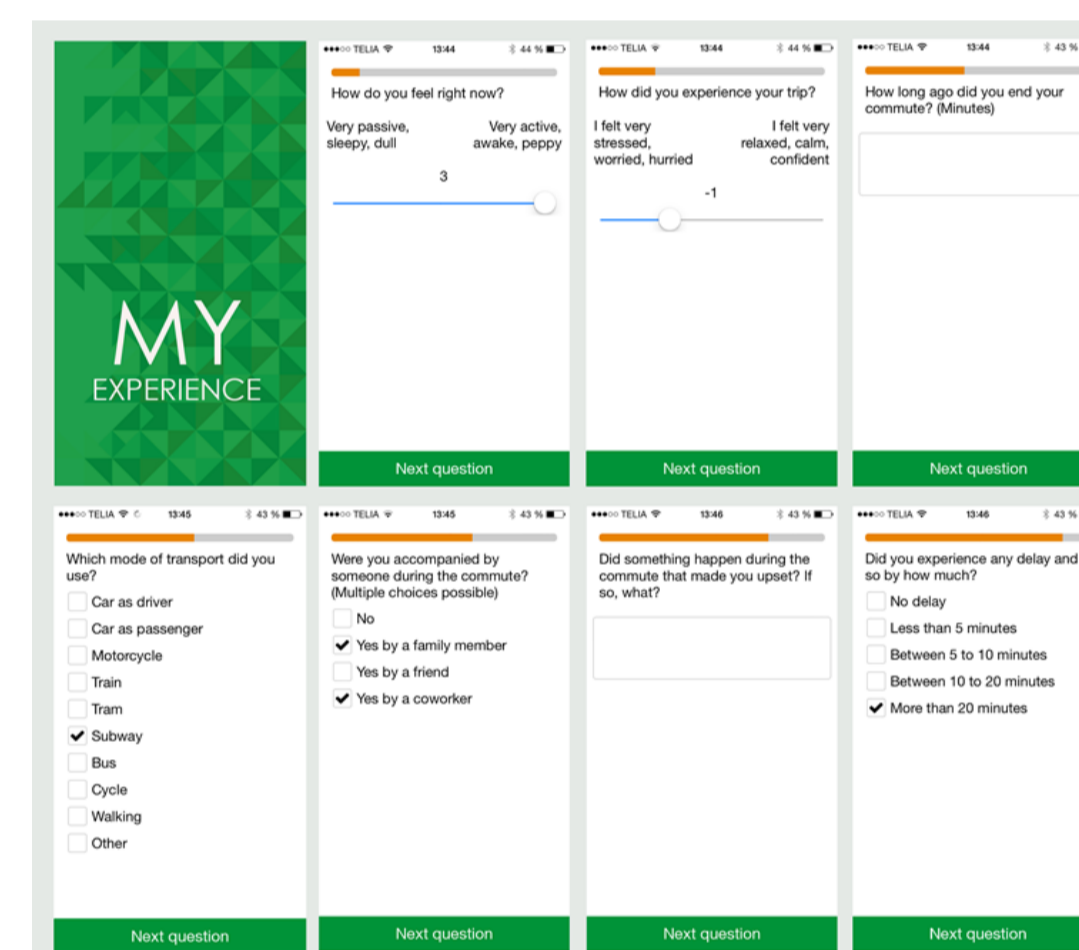 MY
EXPERIENCE
TELIA 13:44 44 %
How do you feel right now?
Very passive,
sleepy, dull
Very active,
awake, peppy
3
Next question
TELIA 13:44 44 %
How did you experience your trip?
I felt very
stressed,
worried, hurried
I felt very
relaxed, calm,
confident
-1
Next question
TELIA 13:44 43 %
How long ago did you end your
commute? (Minutes)
Next question
TELIA 13:45 43 %
Which mode of transport did you
use?
Car as driver
Car as passenger
Motorcycle
Train
Tram
Subway
Bus
Cycle
Walking
Other
Next question
TELIA 13:45 43 %
Were you accompanied by
someone during the commute?
(Multiple choices possible)
No
Yes by a family member
Yes by a friend
Yes by a coworker
Next question
TELIA 13:46 43 %
Did something happen during the
commute that made you upset? If
so, what?
Next question
TELIA 13:46 43 %
Did you experience any delay and
so by how much?
No delay
Less than 5 minutes
Between 5 to 10 minutes
Between 10 to 20 minutes
More than 20 minutes
Next question